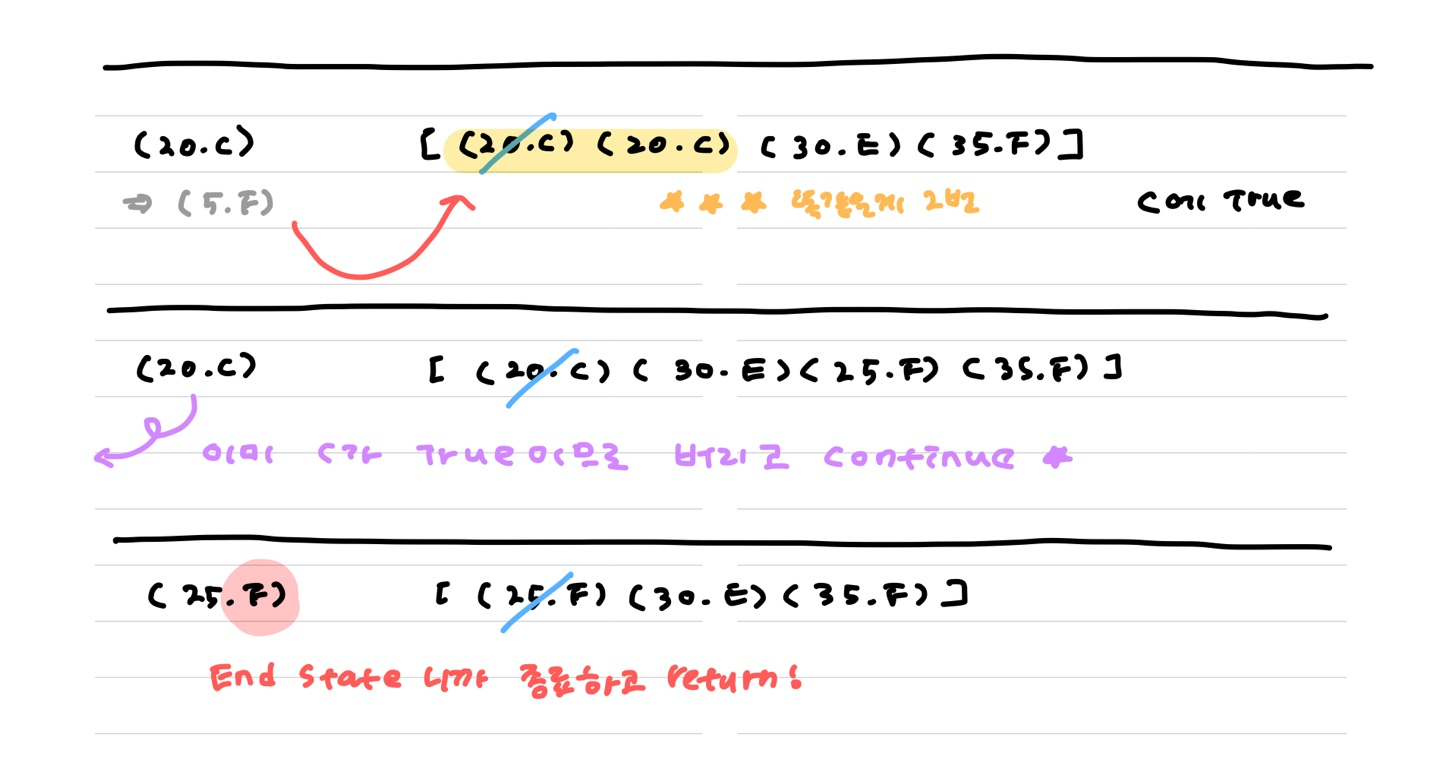 (20.C) [ (20.C) (20.C) (30.E) (35.F) ]
⇒ (5.F) ★ ★ ★ 똑같은게 2번 C에 True
(20.C) [ (20.C) (30.E) (25.F) (35.F) ]
이미 C가 True이므로 버리고 continue ★
(25.F) [ (25.F) (30.E) (35.F) ]
End State 니까 종료하고 return!